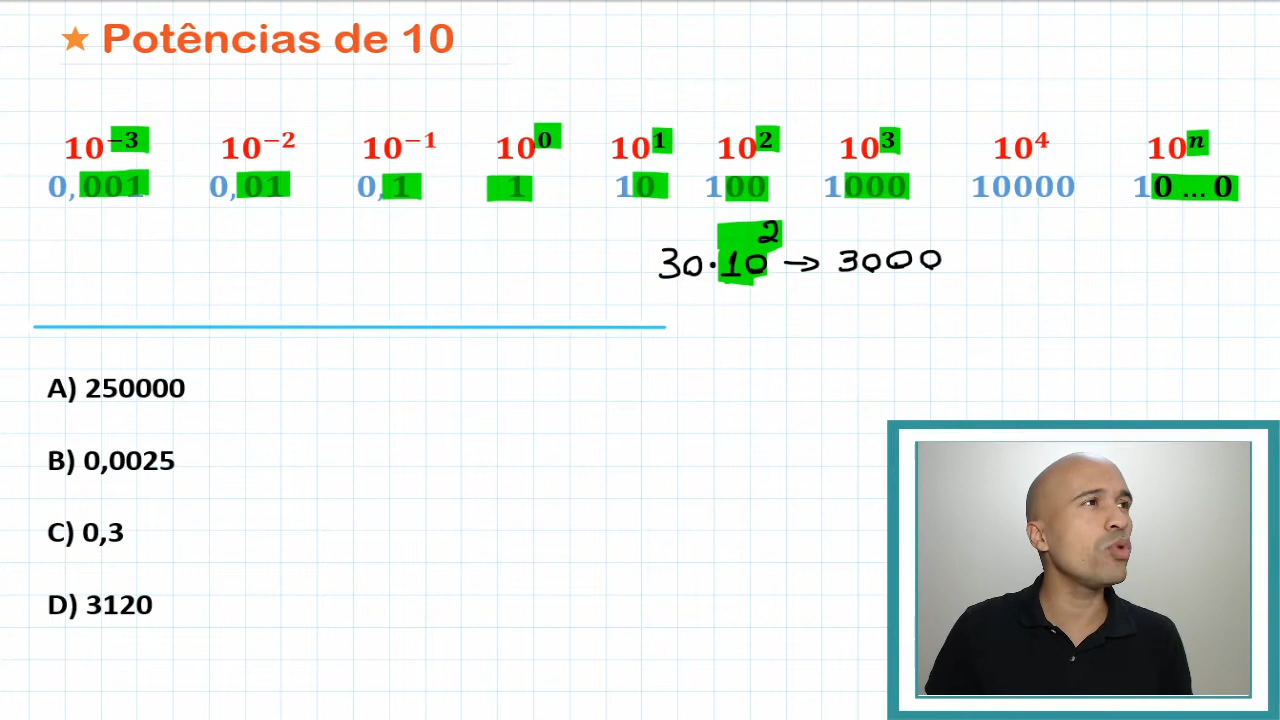 Potências de 10
10⁻³ 10⁻² 10⁻¹ 10⁰ 10¹ 10² 10³ 10⁴ 10ⁿ
0,001 0,01 0,1 1 10 100 1000 10000 10 ... 0
30·10² → 3000
A) 250000
B) 0,0025
C) 0,3
D) 3120